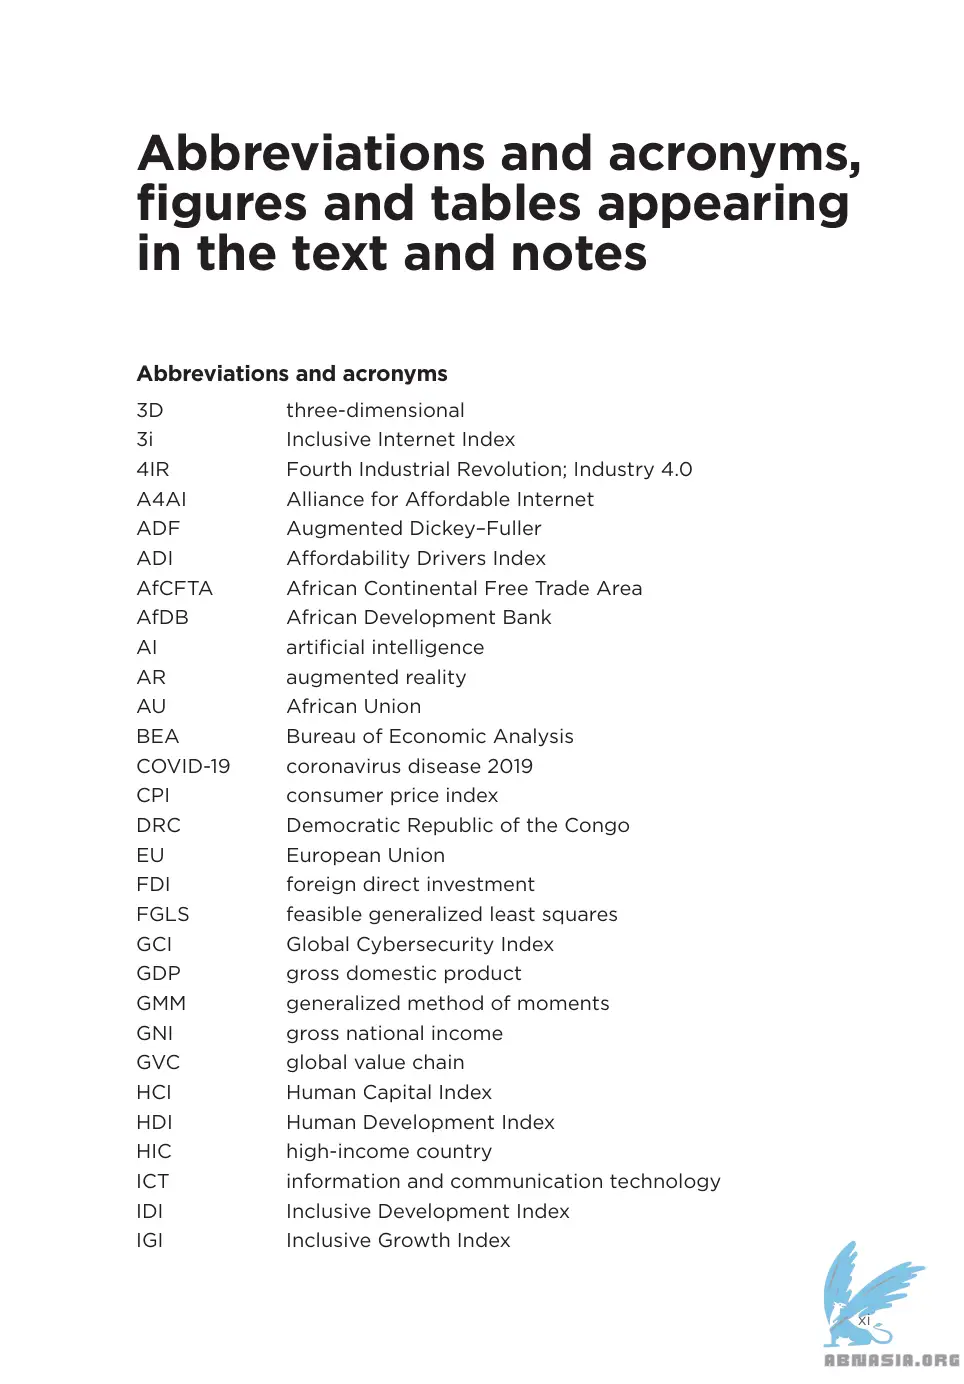 Abbreviations and acronyms,
figures and tables appearing
in the text and notes
Abbreviations and acronyms
3D three-dimensional
3i Inclusive Internet Index
4IR Fourth Industrial Revolution; Industry 4.0
A4AI Alliance for Affordable Internet
ADF Augmented Dickey–Fuller
ADI Affordability Drivers Index
AfCFTA African Continental Free Trade Area
AfDB African Development Bank
AI artificial intelligence
AR augmented reality
AU African Union
BEA Bureau of Economic Analysis
COVID-19 coronavirus disease 2019
CPI consumer price index
DRC Democratic Republic of the Congo
EU European Union
FDI foreign direct investment
FGLS feasible generalized least squares
GCI Global Cybersecurity Index
GDP gross domestic product
GMM generalized method of moments
GNI gross national income
GVC global value chain
HCI Human Capital Index
HDI Human Development Index
HIC high-income country
ICT information and communication technology
IDI Inclusive Development Index
IGI Inclusive Growth Index
xi
ABNASIA.ORG